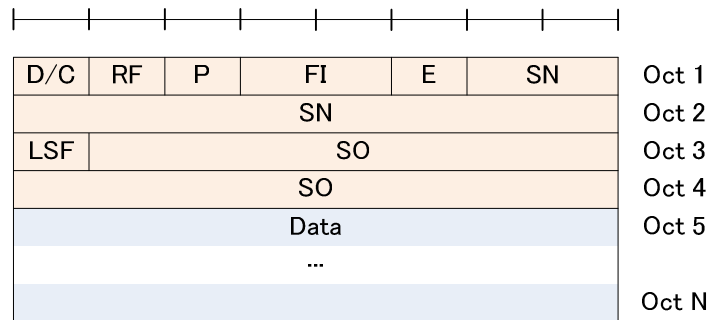 D/C RF P FI E SN Oct 1
SN Oct 2
LSF SO Oct 3
SO Oct 4
Data Oct 5
...
Oct N